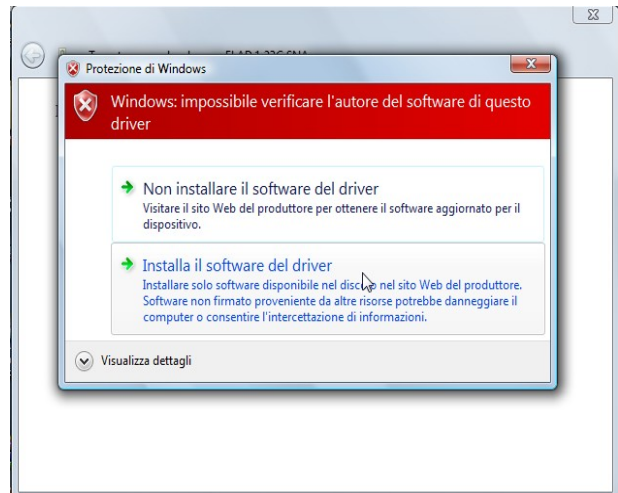 Protezione di Windows
Windows: impossibile verificare l'autore del software di questo
driver
Non installare il software del driver
Visitare il sito Web del produttore per ottenere il software aggiornato per il
dispositivo.
Installa il software del driver
Installare solo software disponibile nel disco nel sito Web del produttore.
Software non firmato proveniente da altre risorse potrebbe danneggiare il
computer o consentire l'intercettazione di informazioni.
Visualizza dettagli